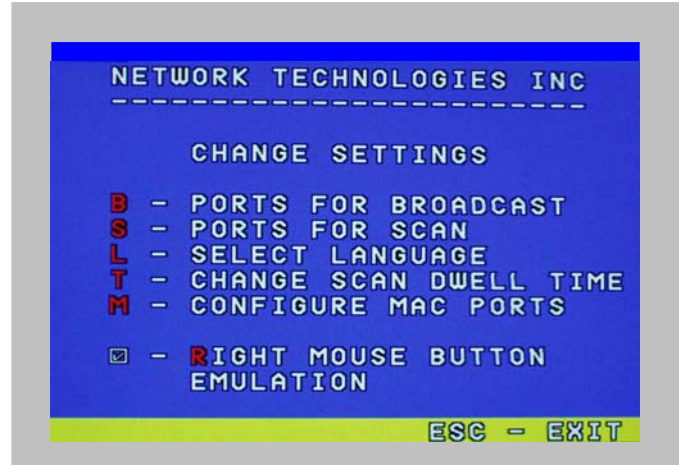 NETWORK TECHNOLOGIES INC
------------------------
CHANGE SETTINGS
B - PORTS FOR BROADCAST
S - PORTS FOR SCAN
L - SELECT LANGUAGE
T - CHANGE SCAN DWELL TIME
M - CONFIGURE MAC PORTS
☑ - RIGHT MOUSE BUTTON
EMULATION
ESC - EXIT